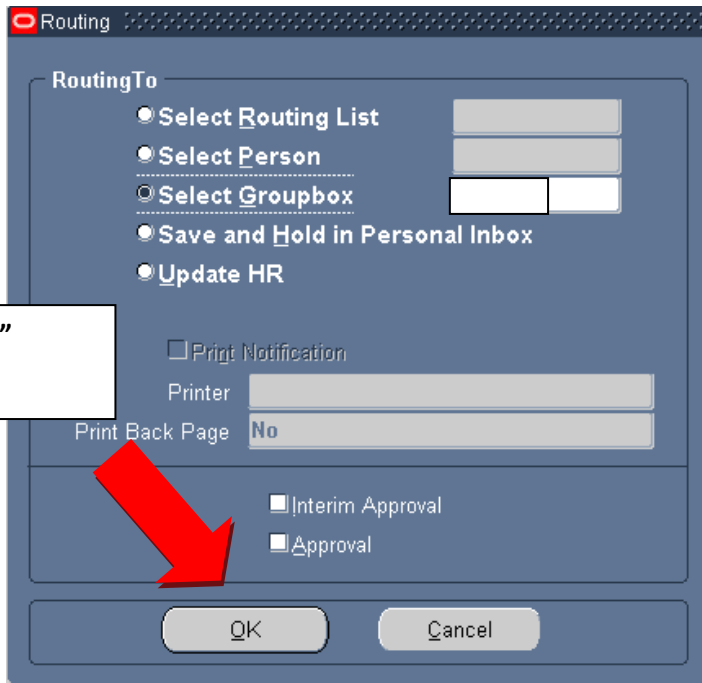 Routing
RoutingTo
Select Routing List
Select Person
Select Groupbox
Save and Hold in Personal Inbox
Update HR
”
Print Notification
Printer
Print Back Page No
Interim Approval
Approval
OK Cancel